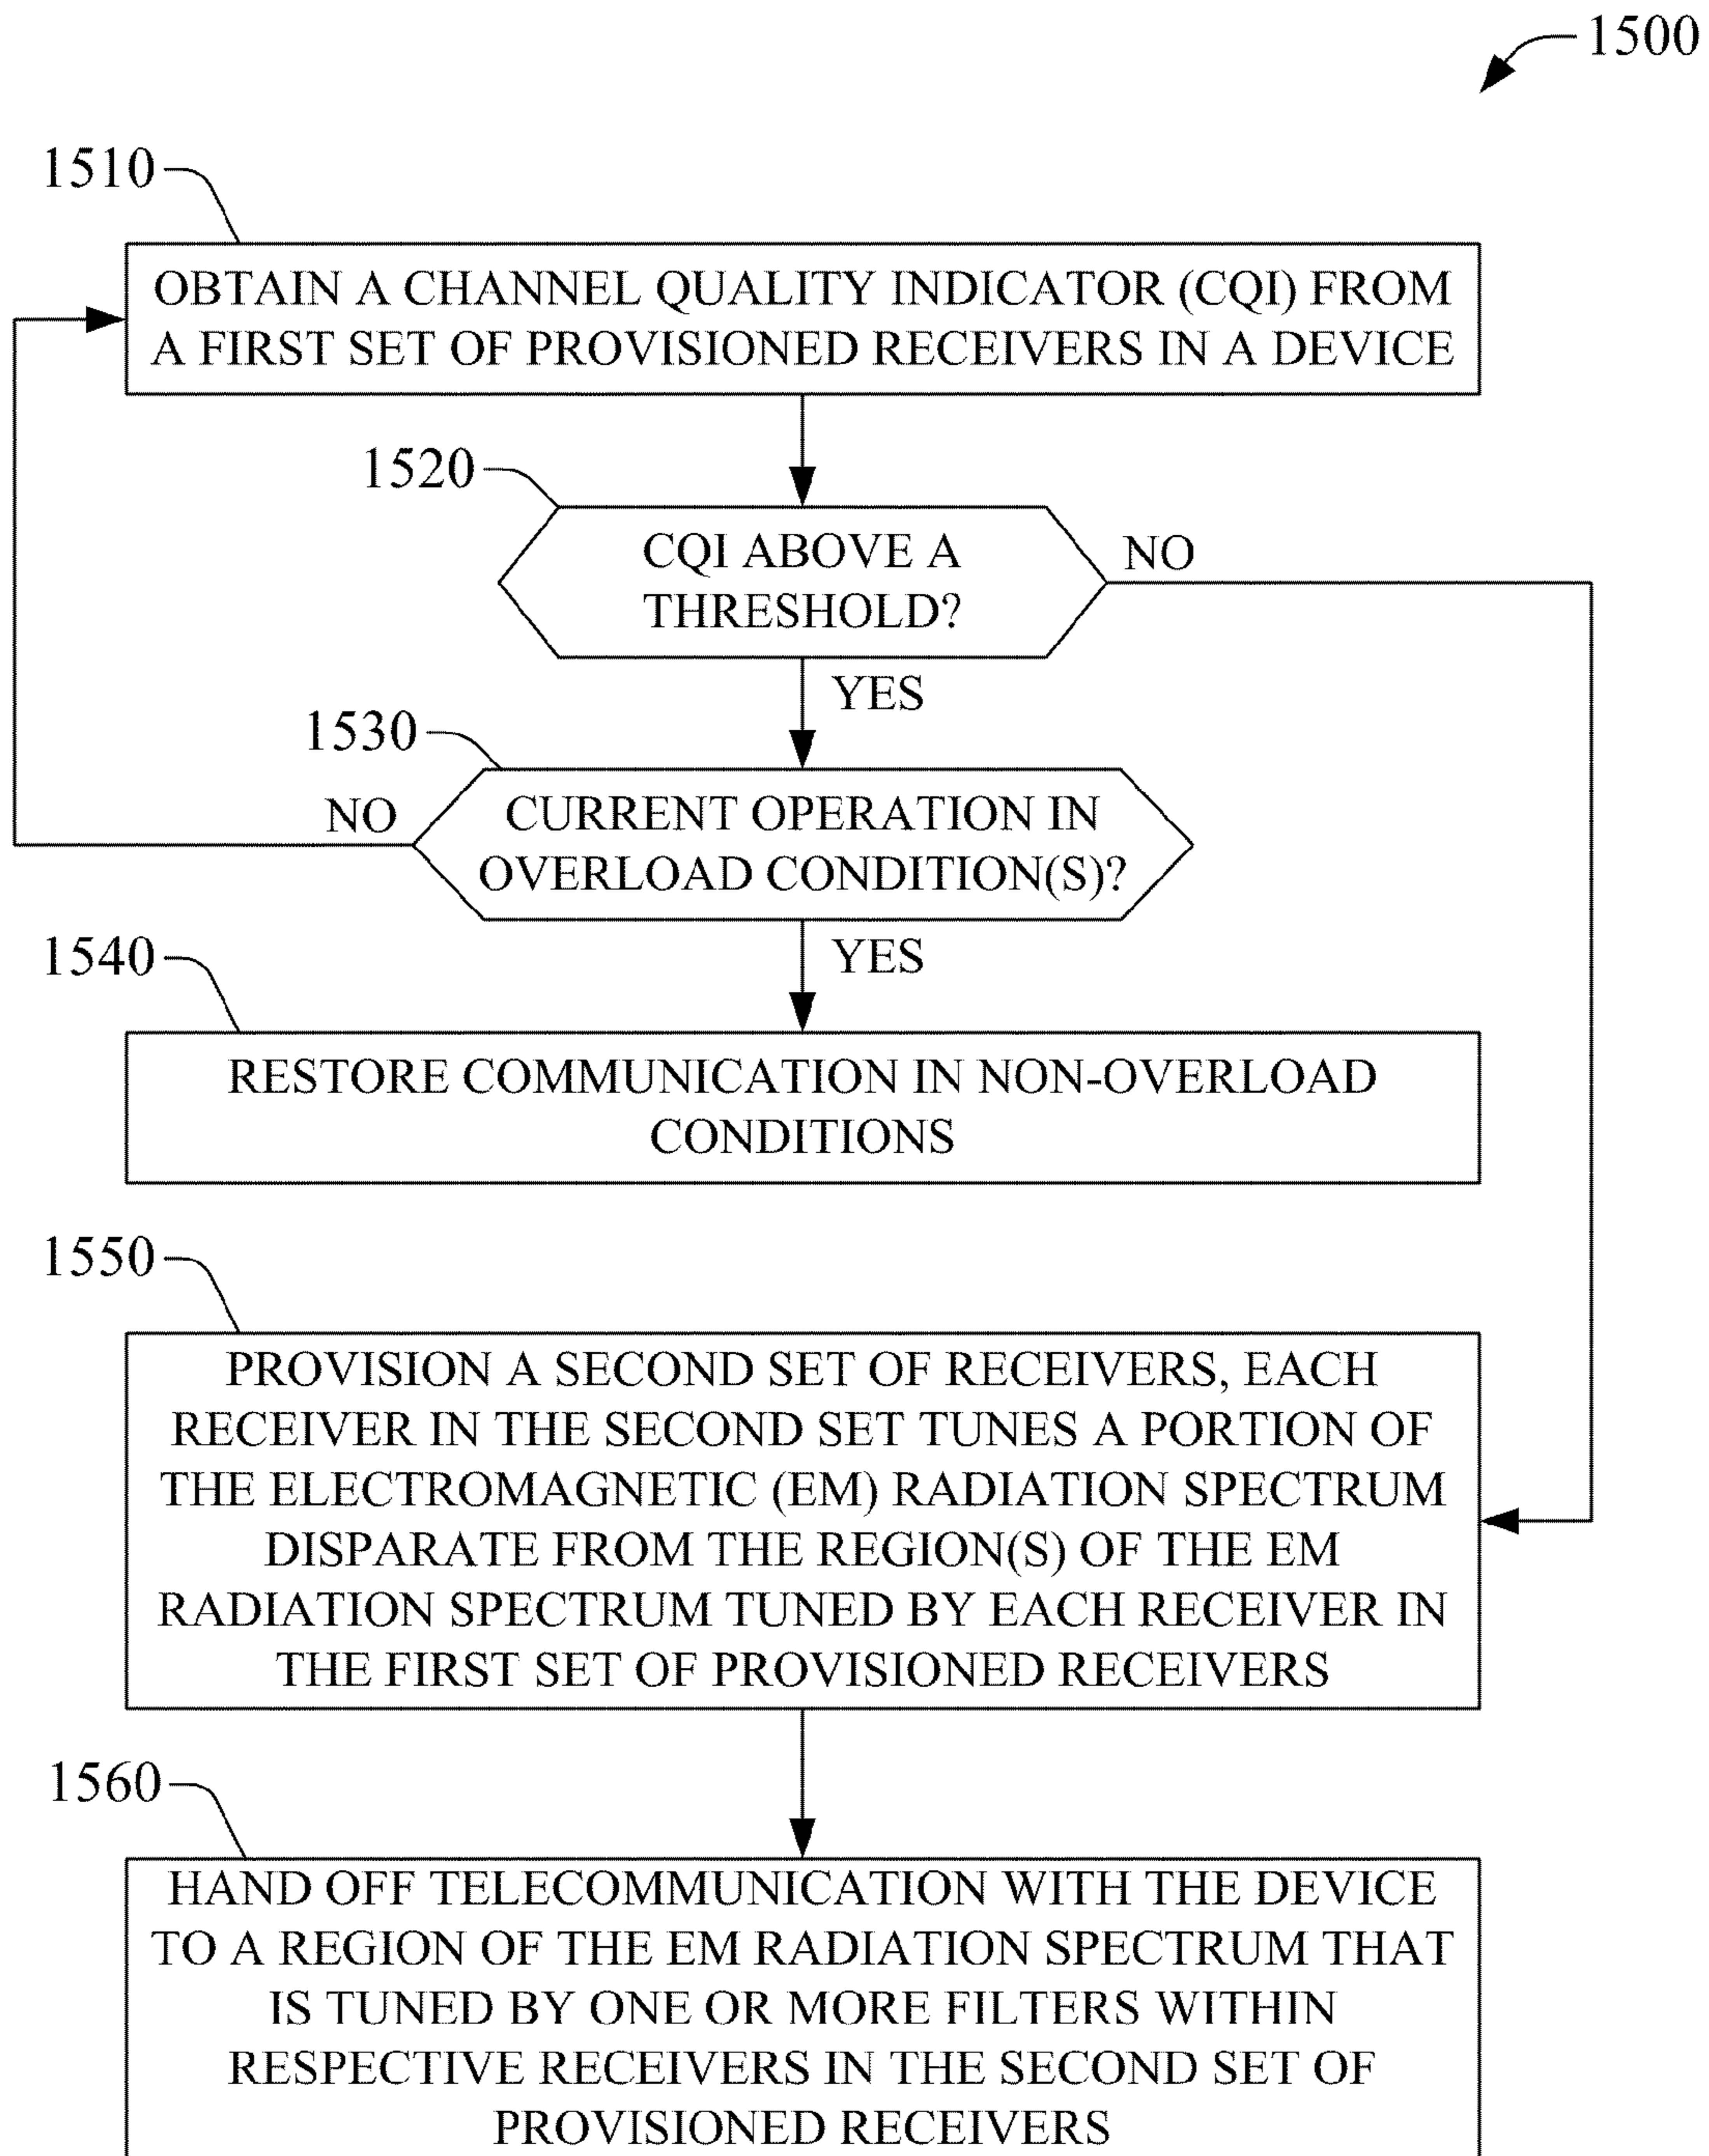 1500
1510
OBTAIN A CHANNEL QUALITY INDICATOR (CQI) FROM
A FIRST SET OF PROVISIONED RECEIVERS IN A DEVICE
1520
CQI ABOVE A
THRESHOLD?
NO
YES
1530
NO
CURRENT OPERATION IN
OVERLOAD CONDITION(S)?
YES
1540
RESTORE COMMUNICATION IN NON-OVERLOAD
CONDITIONS
1550
PROVISION A SECOND SET OF RECEIVERS, EACH
RECEIVER IN THE SECOND SET TUNES A PORTION OF
THE ELECTROMAGNETIC (EM) RADIATION SPECTRUM
DISPARATE FROM THE REGION(S) OF THE EM
RADIATION SPECTRUM TUNED BY EACH RECEIVER IN
THE FIRST SET OF PROVISIONED RECEIVERS
1560
HAND OFF TELECOMMUNICATION WITH THE DEVICE
TO A REGION OF THE EM RADIATION SPECTRUM THAT
IS TUNED BY ONE OR MORE FILTERS WITHIN
RESPECTIVE RECEIVERS IN THE SECOND SET OF
PROVISIONED RECEIVERS